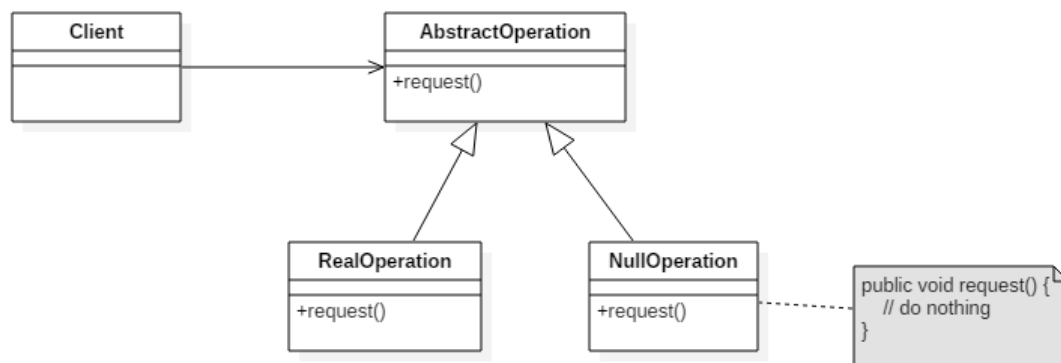 Client
AbstractOperation
+request()
RealOperation
+request()
NullOperation
+request()
public void request() {
// do nothing
}